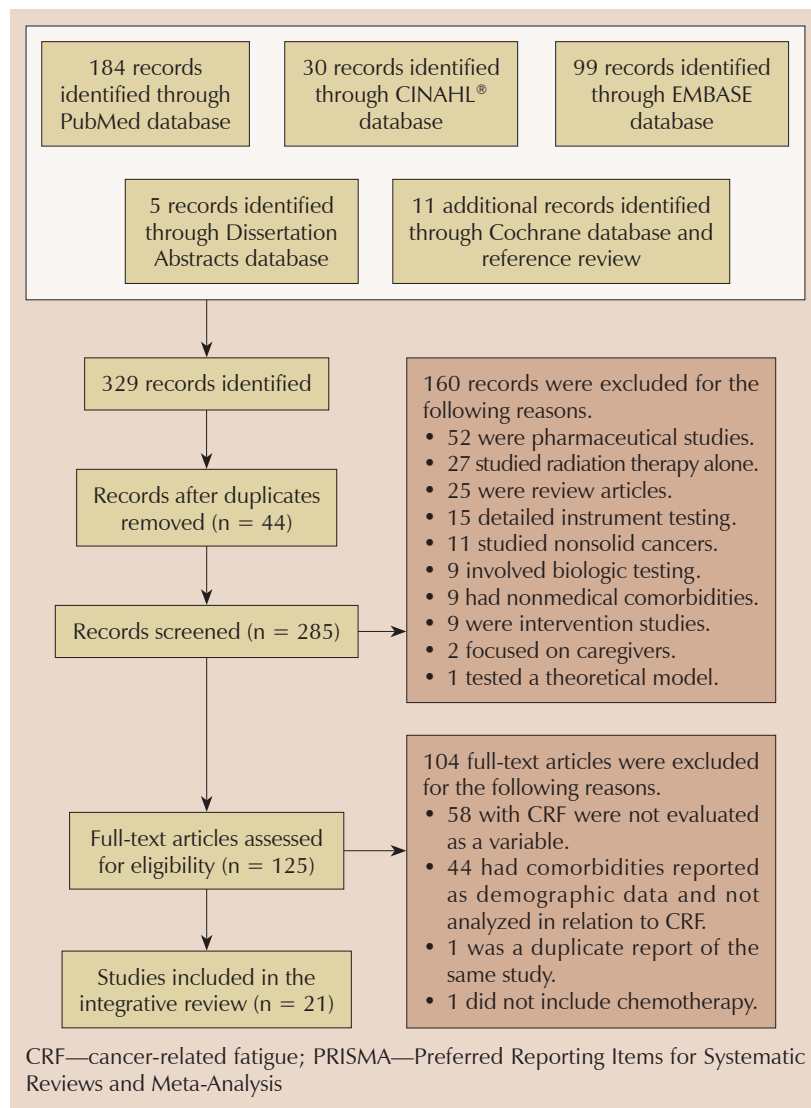 184 records
identified through
PubMed database
30 records identified
through CINAHL®
database
99 records identified
through EMBASE
database
5 records identified
through Dissertation
Abstracts database
11 additional records identified
through Cochrane database and
reference review
329 records identified
Records after duplicates
removed (n = 44)
Records screened (n = 285)
160 records were excluded for the
following reasons.
• 52 were pharmaceutical studies.
• 27 studied radiation therapy alone.
• 25 were review articles.
• 15 detailed instrument testing.
• 11 studied nonsolid cancers.
• 9 involved biologic testing.
• 9 had nonmedical comorbidities.
• 9 were intervention studies.
• 2 focused on caregivers.
• 1 tested a theoretical model.
Full-text articles assessed
for eligibility (n = 125)
104 full-text articles were excluded
for the following reasons.
• 58 with CRF were not evaluated
as a variable.
• 44 had comorbidities reported
as demographic data and not
analyzed in relation to CRF.
• 1 was a duplicate report of the
same study.
• 1 did not include chemotherapy.
Studies included in the
integrative review (n = 21)
CRF—cancer-related fatigue; PRISMA—Preferred Reporting Items for Systematic
Reviews and Meta-Analysis